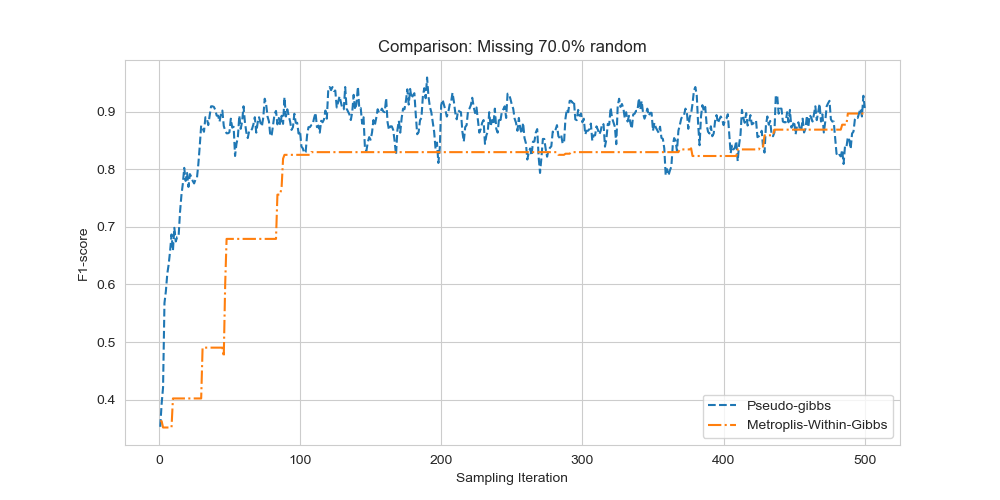 Comparison: Missing 70.0% random
F1-score
0.9
0.8
0.7
0.6
0.5
0.4
0
100
200
300
400
500
Sampling Iteration
Pseudo-gibbs
Metroplis-Within-Gibbs